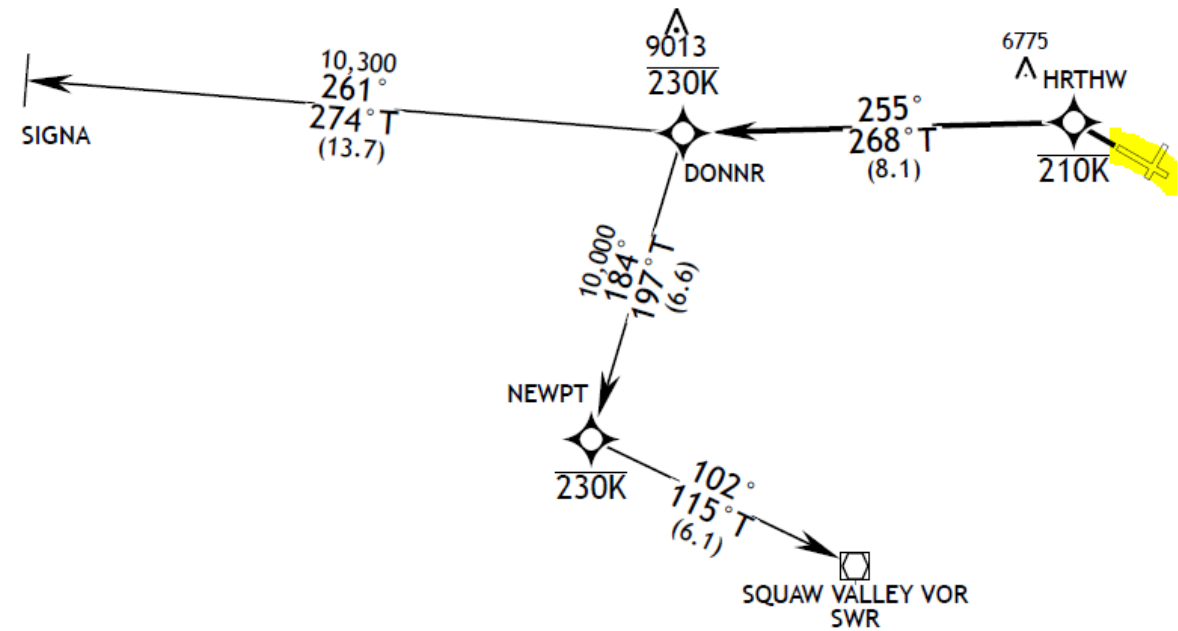 10,300
261°
274°T
(13.7)
SIGNA
9013
230K
DONNR
6775
HRTHW
255°
268°T
(8.1)
210K
10,000
184°
197°T
(6.6)
NEWPT
230K
102°
115°T
(6.1)
SQUAW VALLEY VOR
SWR